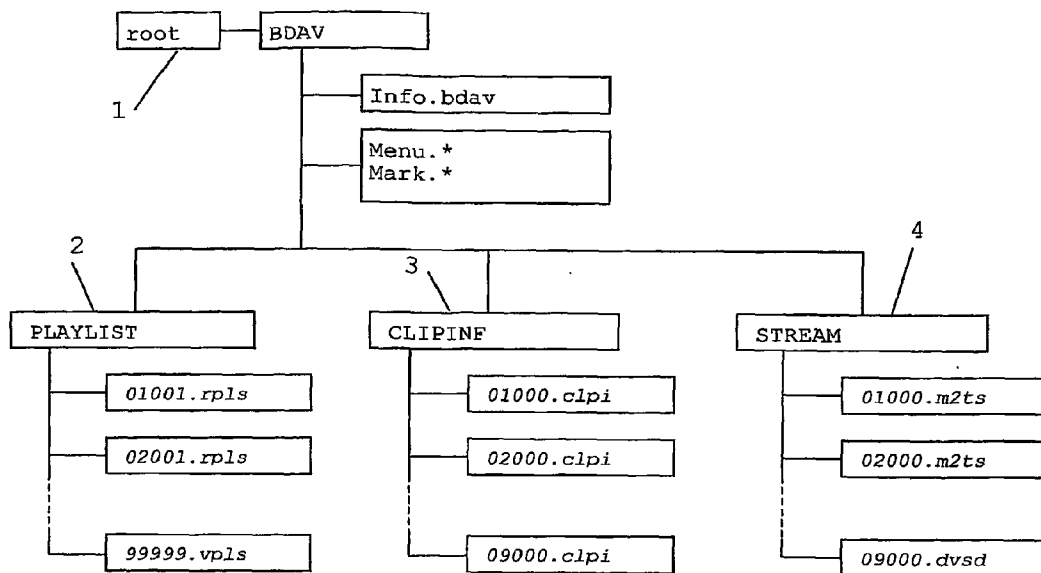 root
BDAV
1
Info.bdav
Menu.*
Mark.*
2
3
4
PLAYLIST
CLIPINF
STREAM
01001.rpls
01000.clpi
01000.m2ts
02001.rpls
02000.clpi
02000.m2ts
99999.vpls
09000.clpi
09000.dvsd